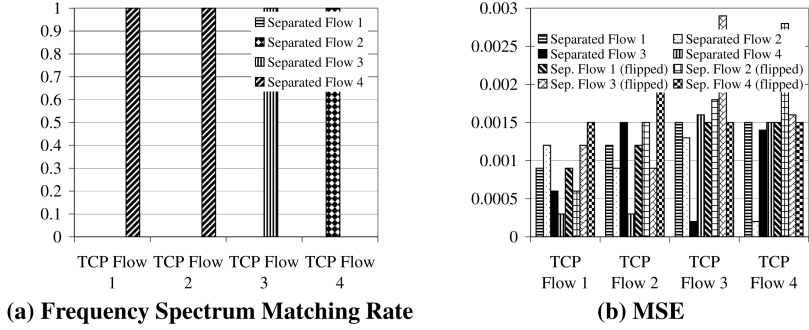 1
0.9
0.8
0.7
0.6
0.5
0.4
0.3
0.2
0.1
0
Separated Flow 1
Separated Flow 2
Separated Flow 3
Separated Flow 4
TCP Flow TCP Flow TCP Flow TCP Flow
1 2 3 4
(a) Frequency Spectrum Matching Rate
0.003
0.0025
0.002
0.0015
0.001
0.0005
0
Separated Flow 1 Separated Flow 2
Separated Flow 3 Separated Flow 4
Sep. Flow 1 (flipped) Sep. Flow 2 (flipped)
Sep. Flow 3 (flipped) Sep. Flow 4 (flipped)
TCP TCP TCP TCP
Flow 1 Flow 2 Flow 3 Flow 4
(b) MSE